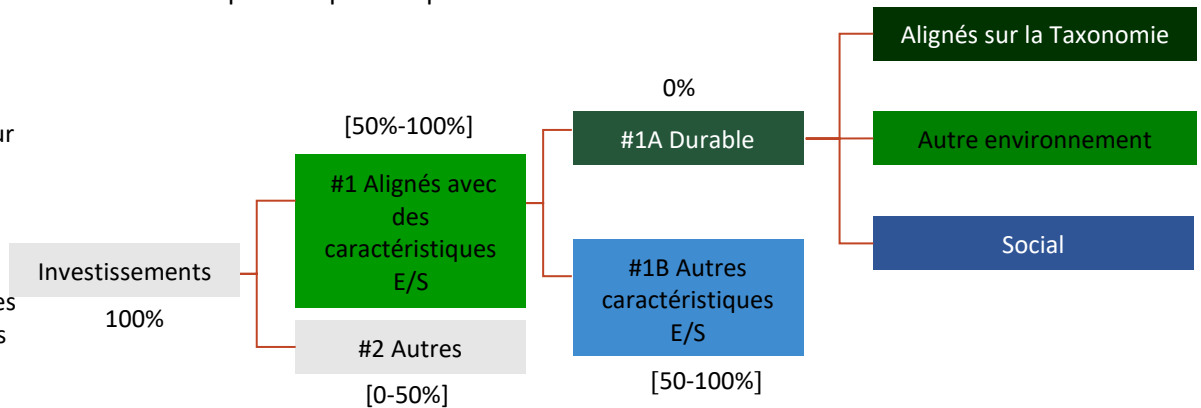 Alignés sur la Taxonomie
0%
[50%-100%]
#1A Durable
Autre environnement
#1 Alignés avec
des
caractéristiques
E/S
Social
Investissements
100%
#1B Autres
caractéristiques
E/S
#2 Autres
[0-50%]
[50-100%]